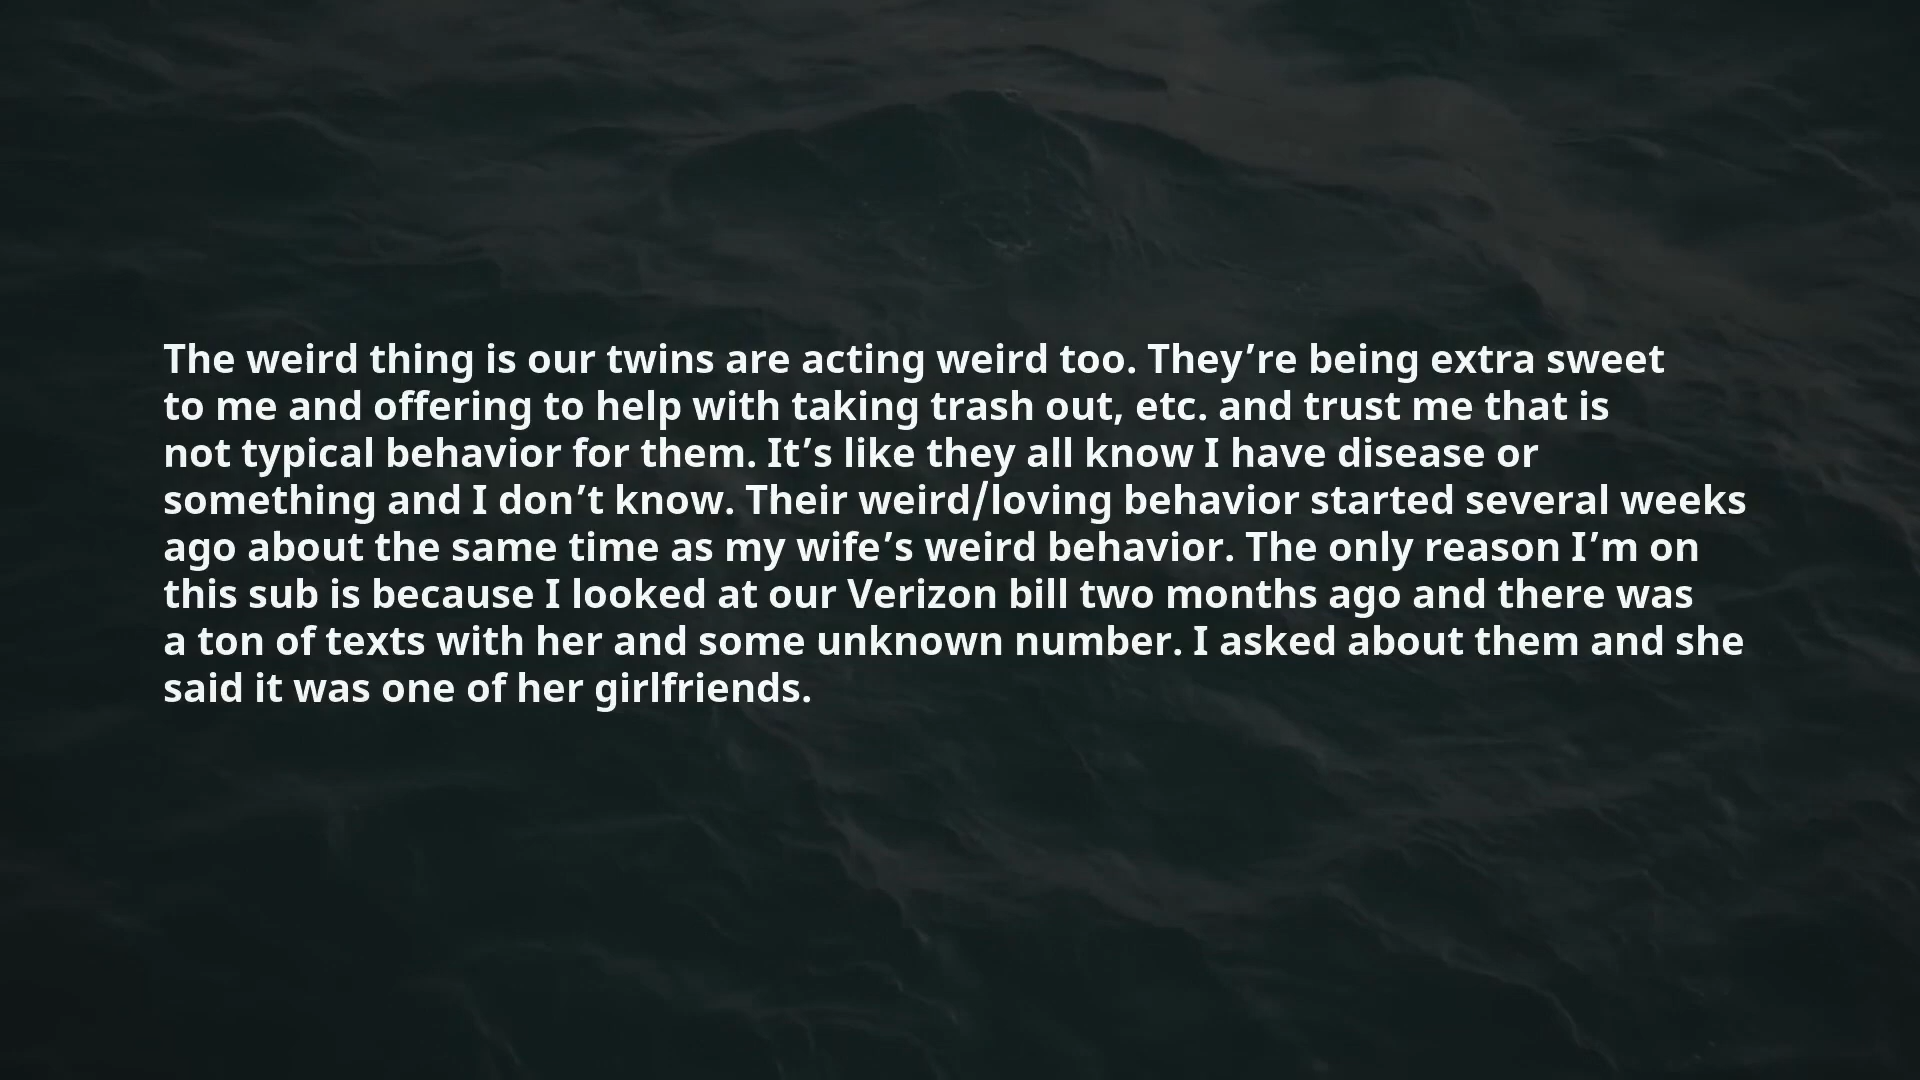 The weird thing is our twins are acting weird too. They’re being extra sweet
to me and offering to help with taking trash out, etc. and trust me that is
not typical behavior for them. It’s like they all know I have disease or
something and I don’t know. Their weird/loving behavior started several weeks
ago about the same time as my wife’s weird behavior. The only reason I’m on
this sub is because I looked at our Verizon bill two months ago and there was
a ton of texts with her and some unknown number. I asked about them and she
said it was one of her girlfriends.